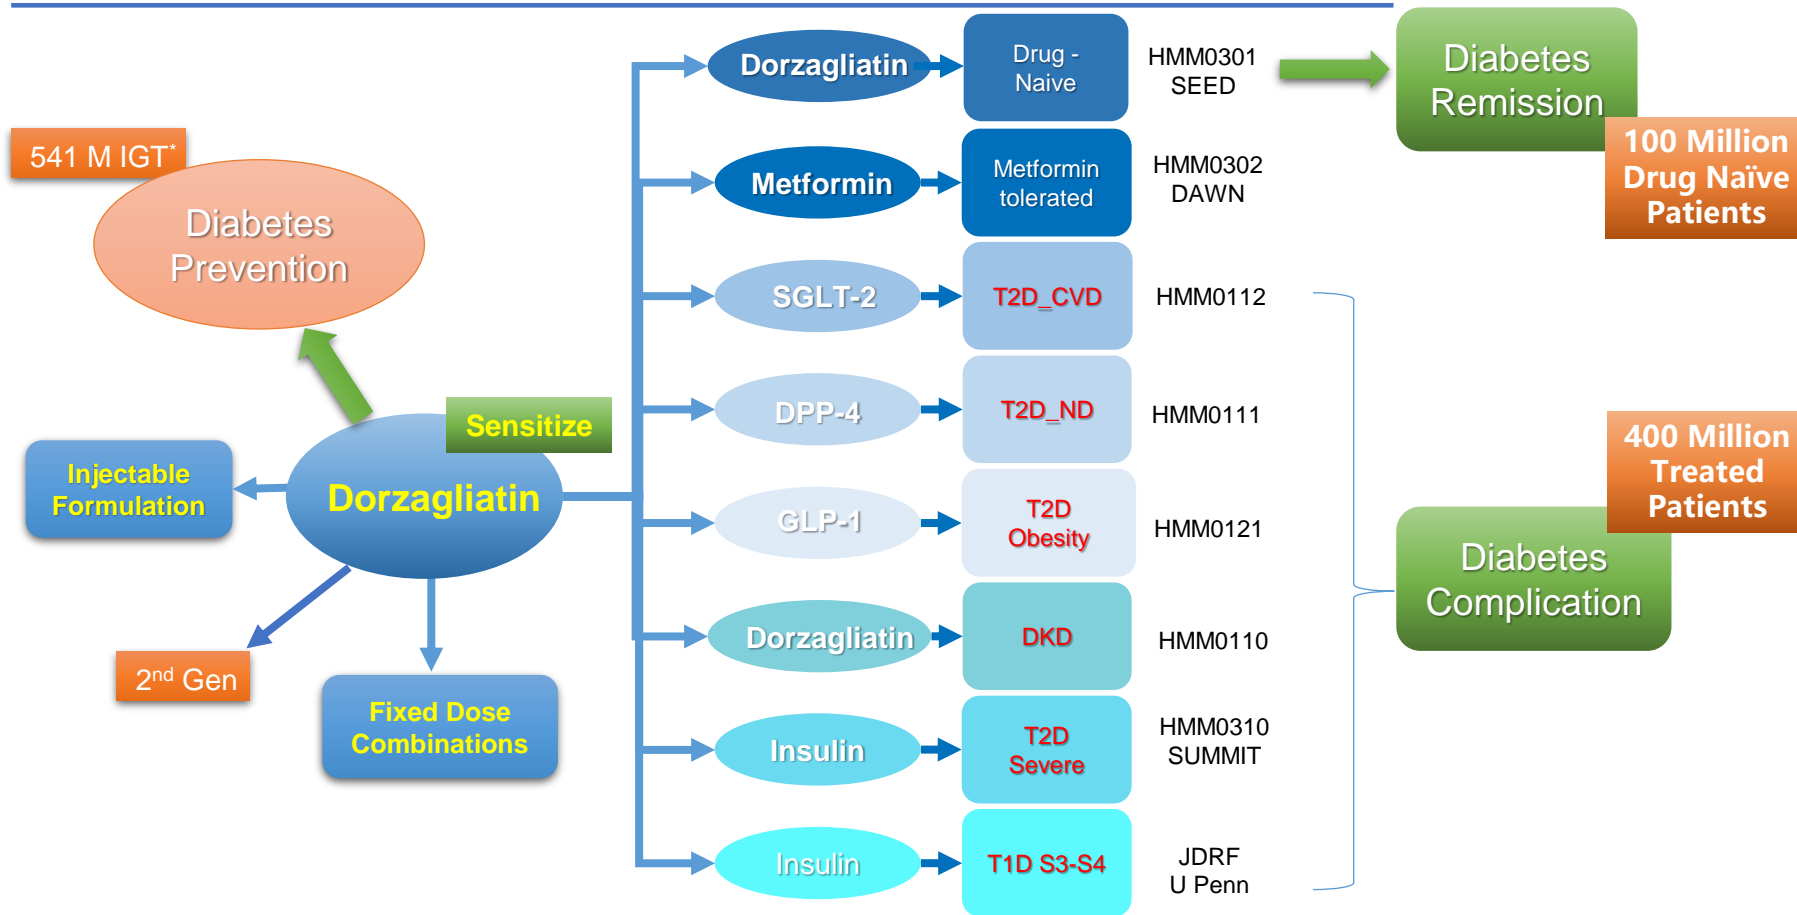 541 M IGT*
Diabetes
Prevention
Sensitize
Dorzagliatin
Injectable
Formulation
2nd Gen
Fixed Dose
Combinations
Dorzagliatin
Drug -
Naive
HMM0301
SEED
Metformin
Metformin
tolerated
HMM0302
DAWN
SGLT-2
T2D_CVD
HMM0112
DPP-4
T2D_ND
HMM0111
GLP-1
T2D
Obesity
HMM0121
Dorzagliatin
DKD
HMM0110
Insulin
T2D
Severe
HMM0310
SUMMIT
Insulin
T1D S3-S4
JDRF
U Penn
Diabetes
Remission
100 Million
Drug Naïve
Patients
400 Million
Treated
Patients
Diabetes
Complication